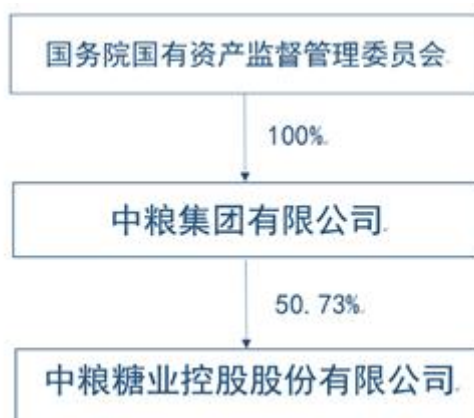 国务院国有资产监督管理委员会
100%
中粮集团有限公司
50.73%
中粮糖业控股股份有限公司